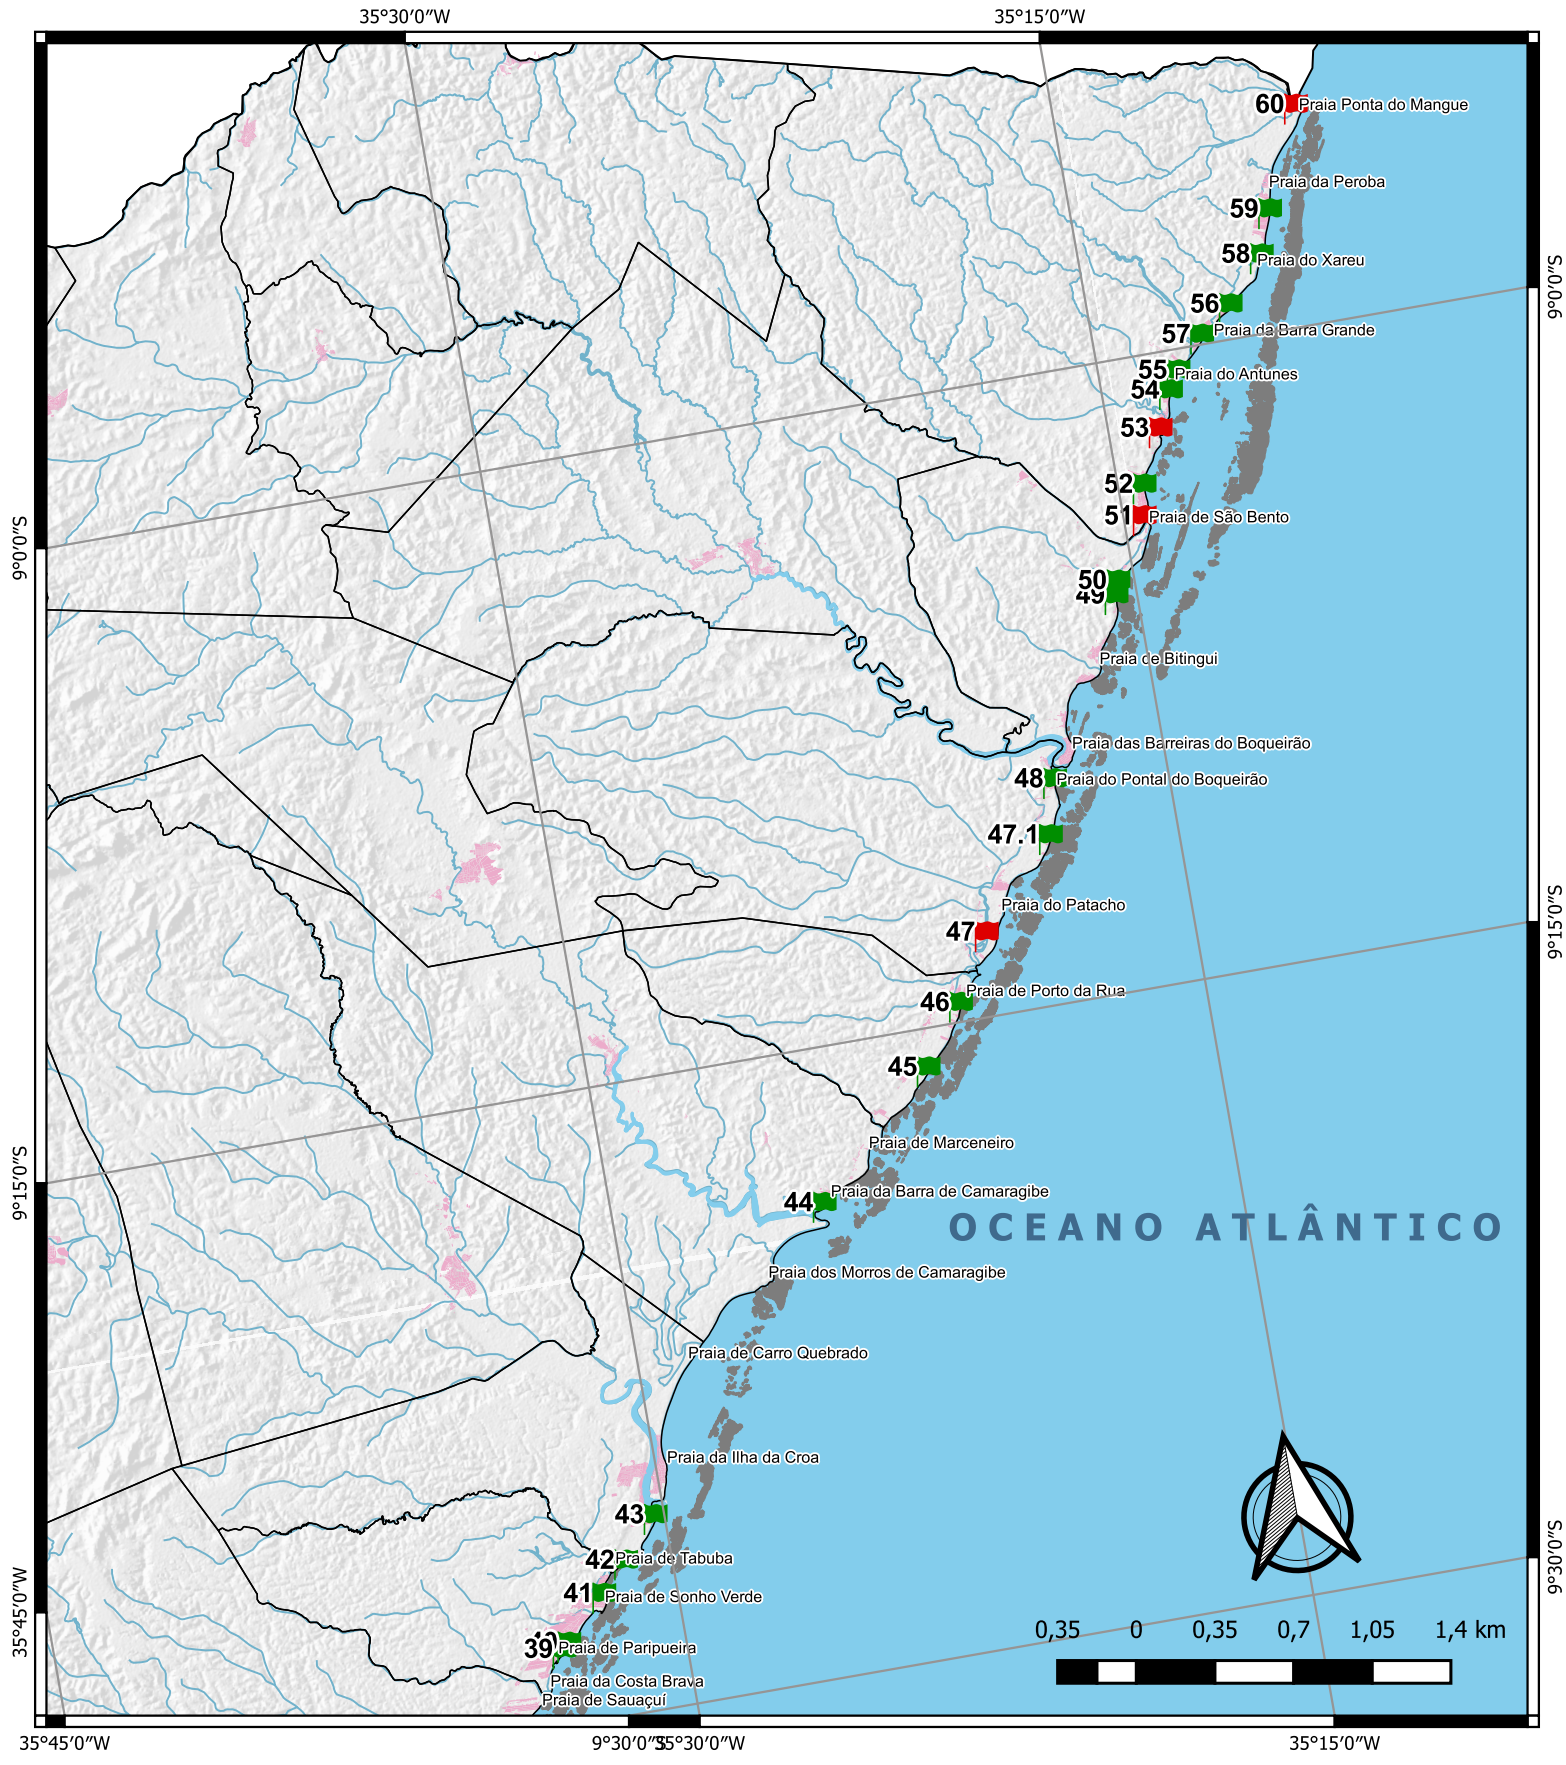 35°30'0"W
35°15'0"W
60 Praia Ponta do Mangue
Praia da Peroba
59
58 Praia do Xareu
9°0'0"S
56
57 Praia da Barra Grande
55 Praia do Antunes
54
53
52
51 Praia de São Bento
9°0'0"S
50
49
Praia de Bitingui
Praia das Barreiras do Boqueirão
48 Praia do Pontal do Boqueirão
47.1
Praia do Patacho
9°15'0"S
47
Praia de Porto da Rua
46
45
Praia de Marceneiro
9°15'0"S
44 Praia da Barra de Camaragibe
OCEANO ATLÂNTICO
Praia dos Morros de Camaragibe
Praia de Carro Quebrado
Praia da Ilha da Croa
43
42 Praia de Tabuba
9°30'0"S
41 Praia de Sonho Verde
35°45'0"W
0,35 0 0,35 0,7 1,05 1,4 km
40
39 Praia de Paripueira
Praia da Costa Brava
Praia de Sauaçuí
35°45'0"W
9°30'0"S
35°30'0"W
35°15'0"W